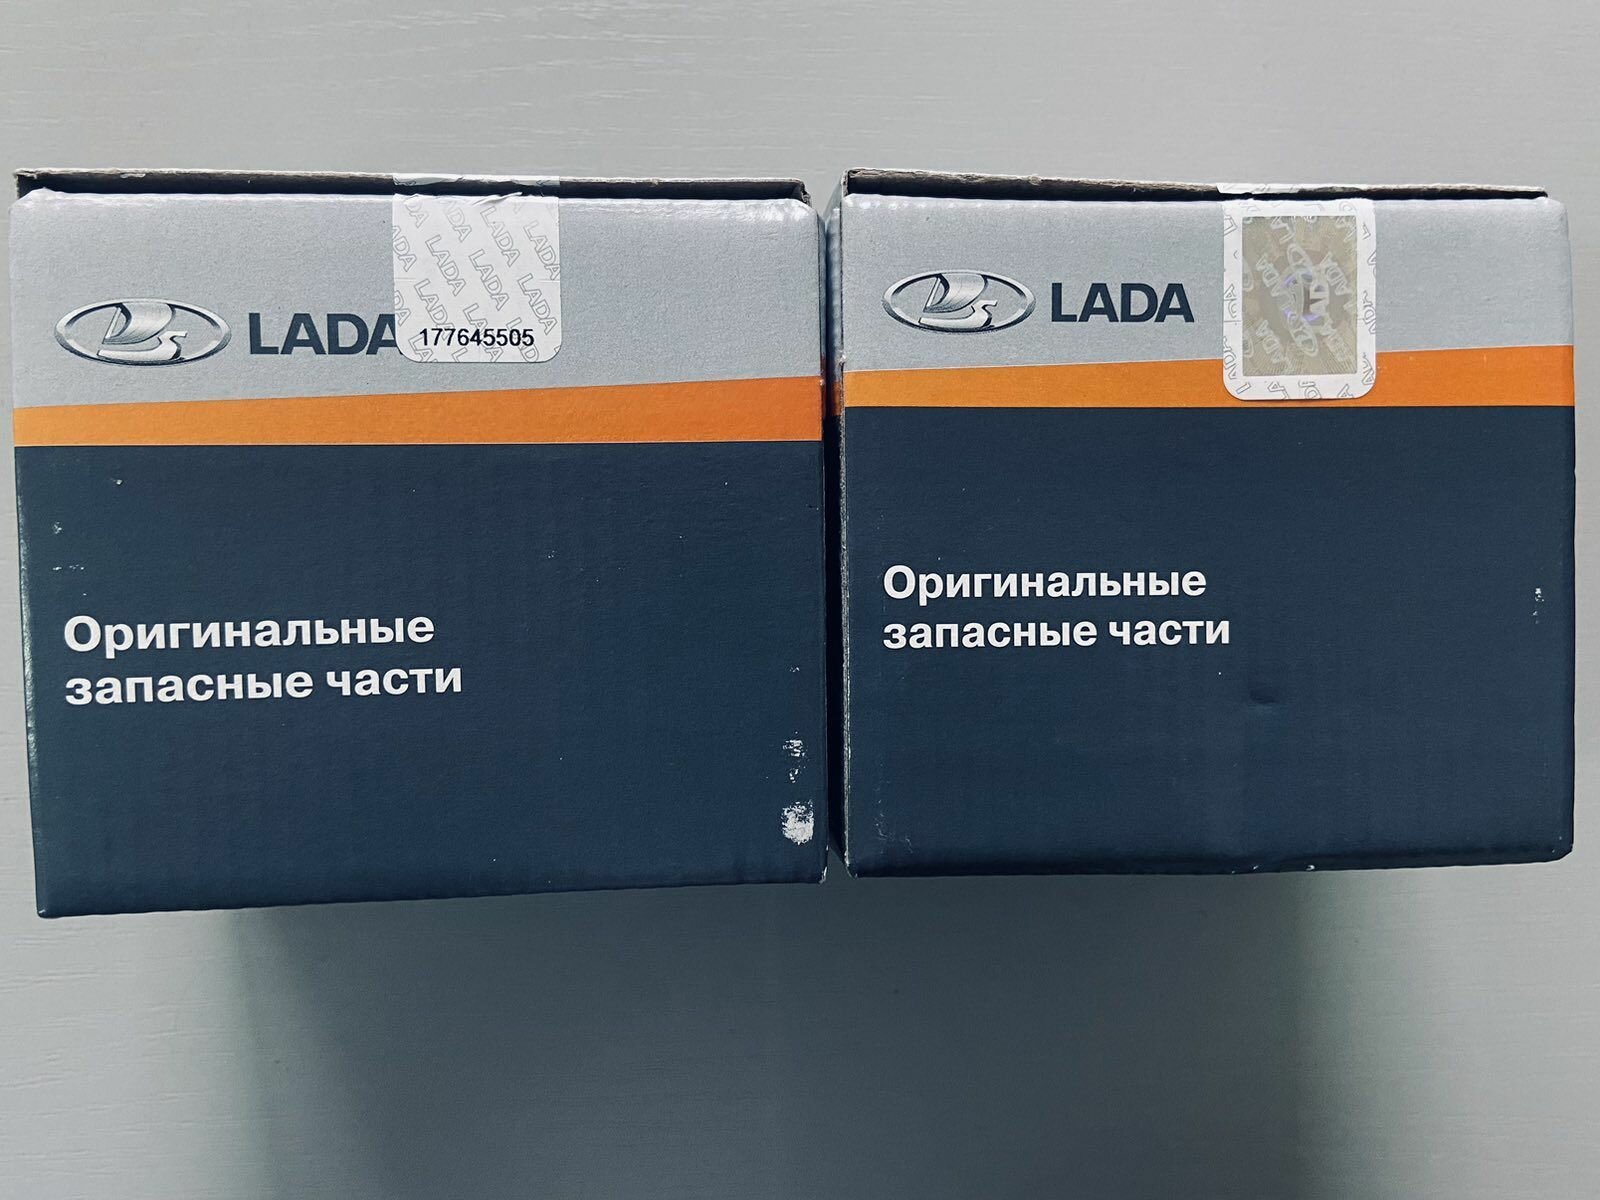 LADA
177645505
Оригинальные
запасные части
LADA
Оригинальные
запасные части